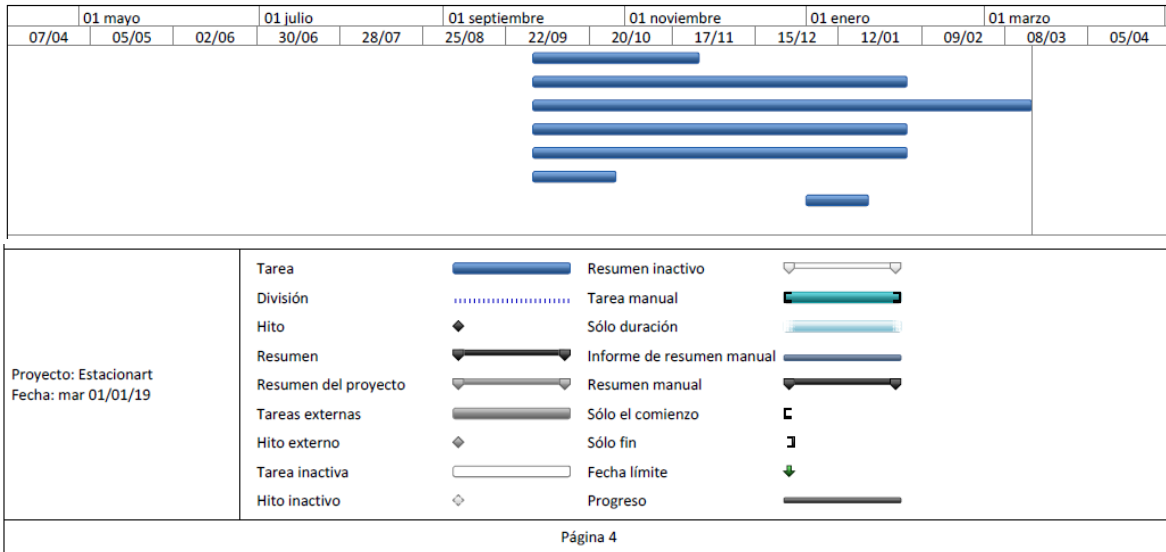 01 mayo 01 julio 01 septiembre 01 noviembre 01 enero 01 marzo
07/04 05/05 02/06 30/06 28/07 25/08 22/09 20/10 17/11 15/12 12/01 09/02 08/03 05/04
Proyecto: Estacionart
Fecha: mar 01/01/19
Tarea
División
Hito
Resumen
Resumen del proyecto
Tareas externas
Hito externo
Tarea inactiva
Hito inactivo
Resumen inactivo
Tarea manual
Sólo duración
Informe de resumen manual
Resumen manual
Sólo el comienzo
Sólo fin
Fecha límite
Progreso
Página 4